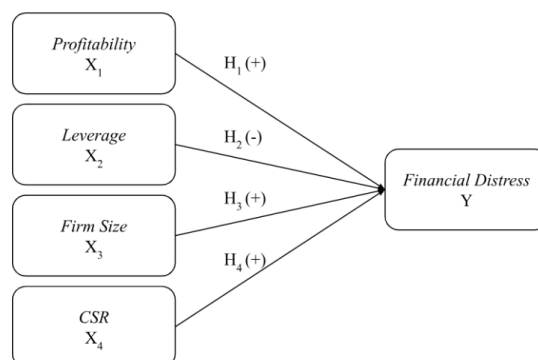 Profitability
X1
H1 (+)
Leverage
X2
H2 (-)
Financial Distress
Y
Firm Size
X3
H3 (+)
CSR
X4
H4 (+)